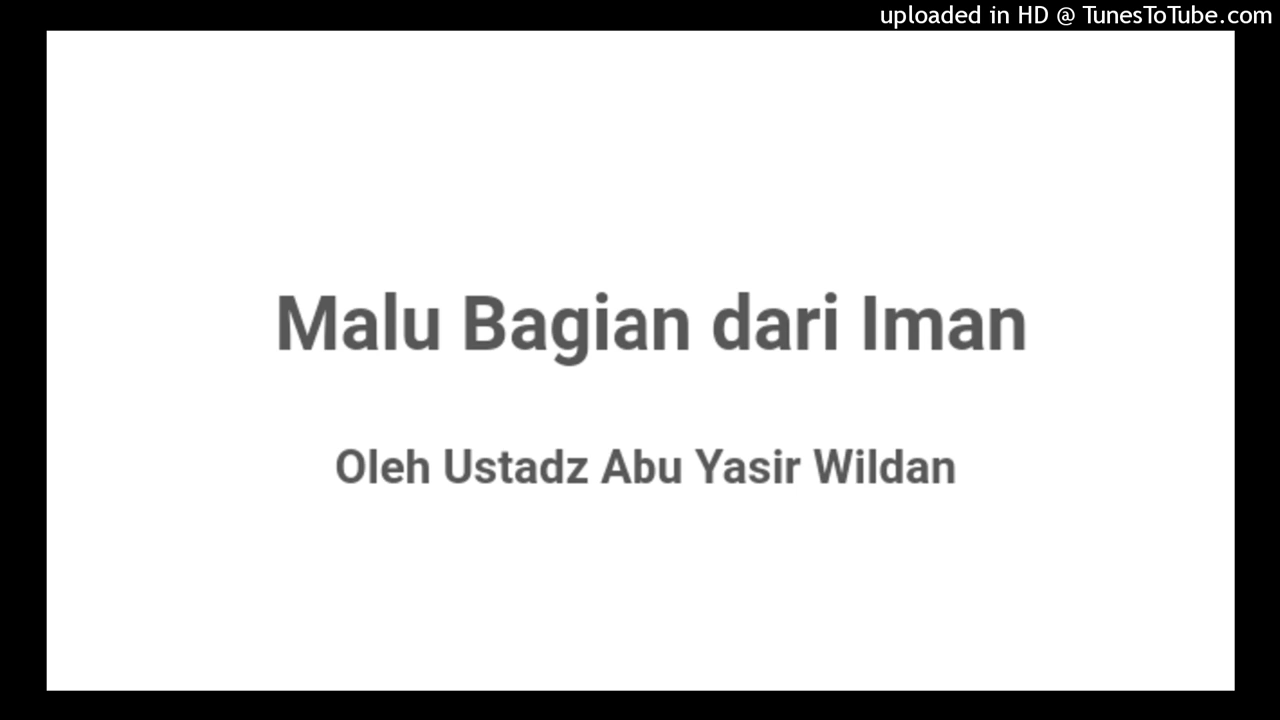 uploaded in HD @ TunesToTube.com
Malu Bagian dari Iman
Oleh Ustadz Abu Yasir Wildan